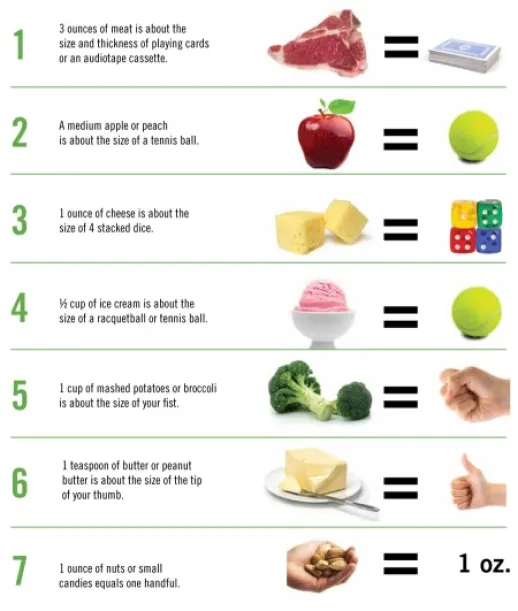 1
3 ounces of meat is about the
size and thickness of playing cards
or an audiotape cassette.
2
A medium apple or peach
is about the size of a tennis ball.
3
1 ounce of cheese is about the
size of 4 stacked dice.
4
½ cup of ice cream is about the
size of a racquetball or tennis ball.
5
1 cup of mashed potatoes or broccoli
is about the size of your fist.
6
1 teaspoon of butter or peanut
butter is about the size of the tip
of your thumb.
7
1 ounce of nuts or small
candies equals one handful.
1 oz.